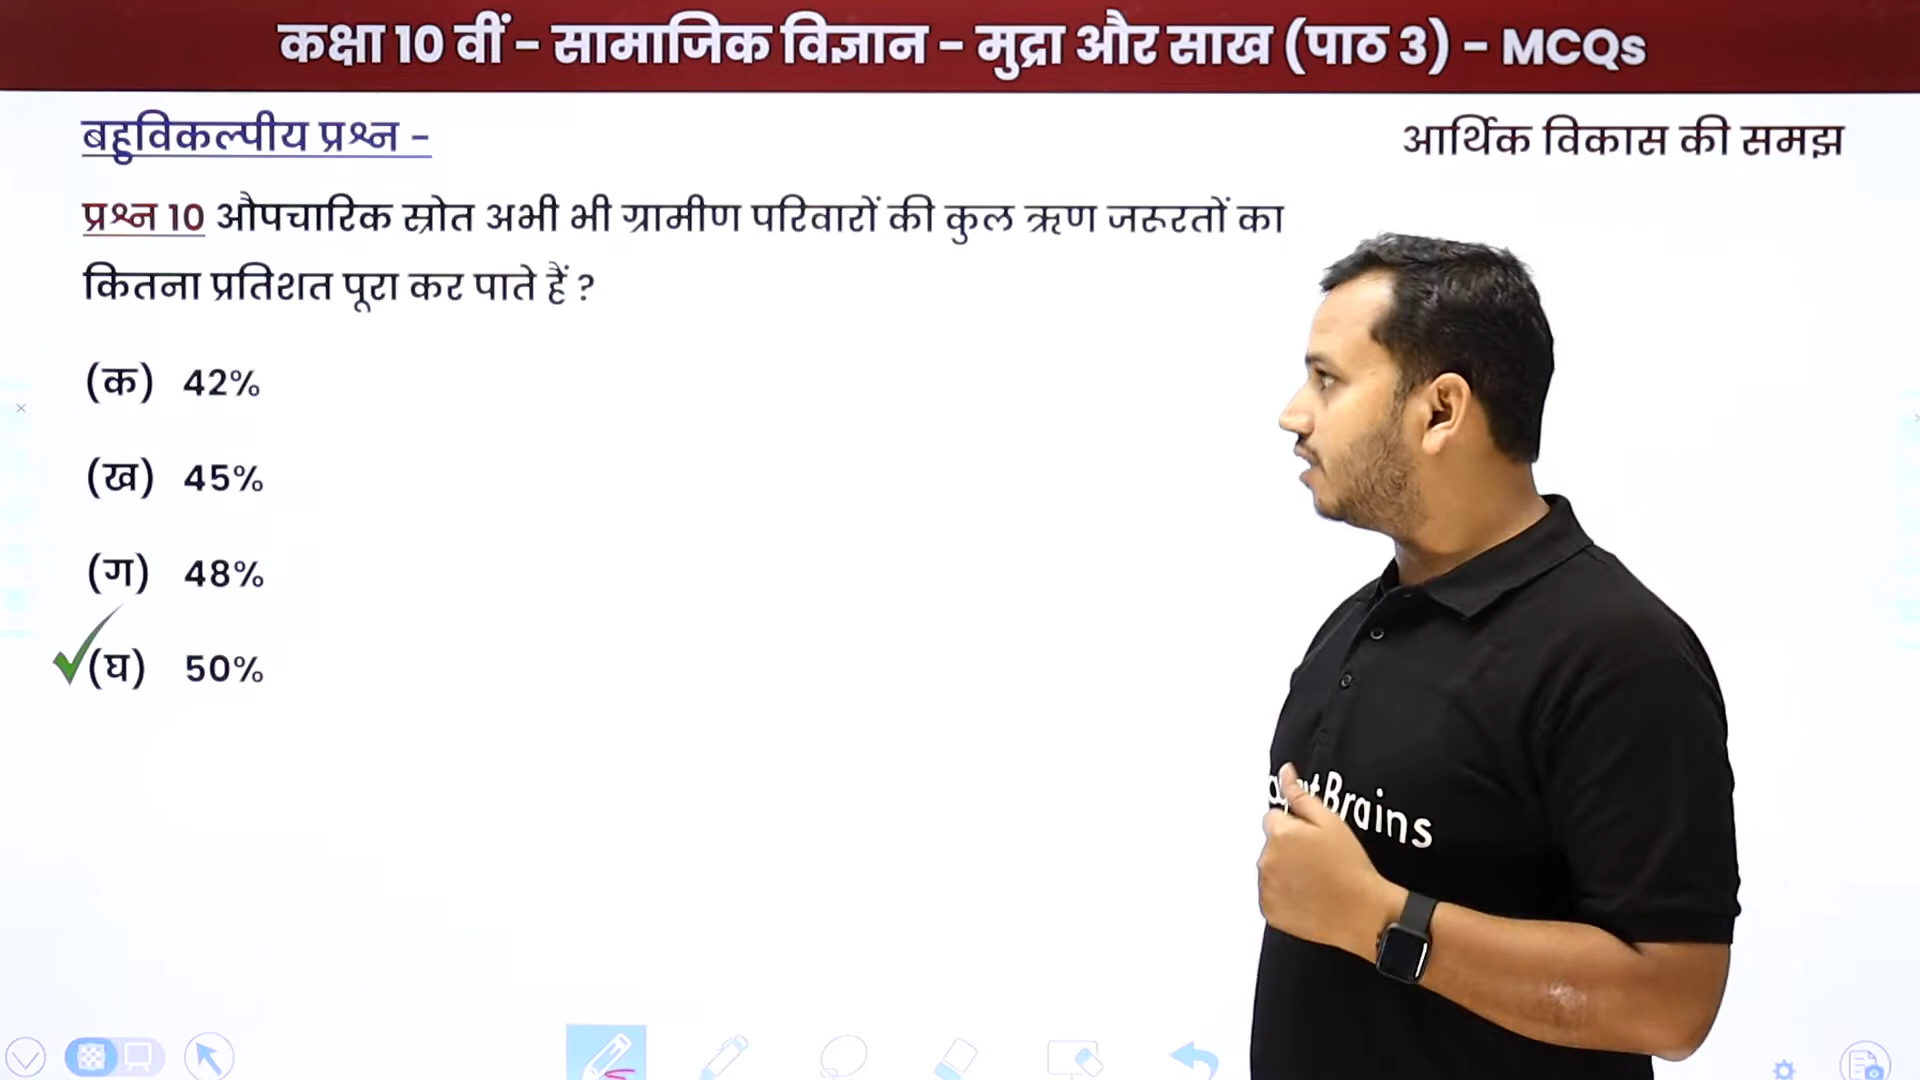 कक्षा 10 वीं - सामाजिक विज्ञान - मुद्रा और साख (पाठ 3) - MCQs
बहुविकल्पीय प्रश्न -
आर्थिक विकास की समझ
प्रश्न 10 औपचारिक स्रोत अभी भी ग्रामीण परिवारों की कुल ऋण जरूरतों का
कितना प्रतिशत पूरा कर पाते हैं ?
(क) 42%
(ख) 45%
(ग) 48%
(घ) 50%
Brains